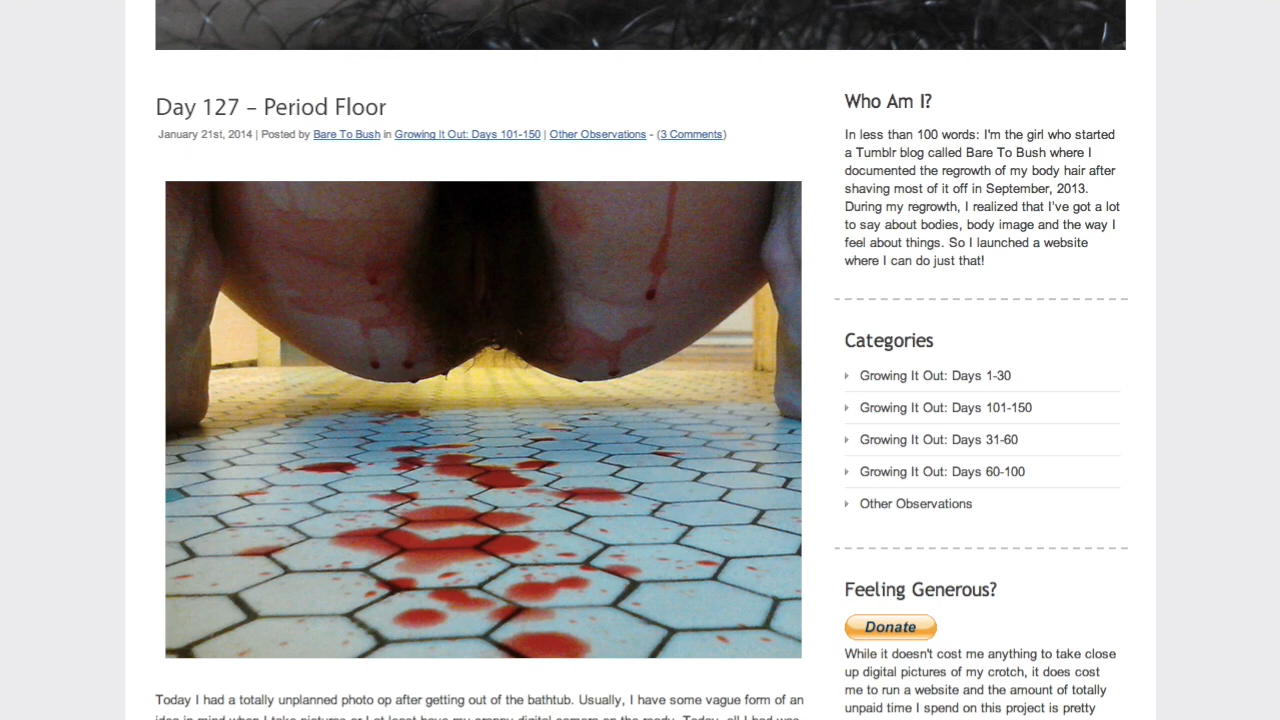 Day 127 – Period Floor
January 21st, 2014 | Posted by Bare To Bush in Growing It Out: Days 101-150 | Other Observations - (3 Comments)
Today I had a totally unplanned photo op after getting out of the bathtub. Usually, I have some vague form of an
Who Am I?
In less than 100 words: I'm the girl who started
a Tumblr blog called Bare To Bush where I
documented the regrowth of my body hair after
shaving most of it off in September, 2013.
During my regrowth, I realized that I've got a lot
to say about bodies, body image and the way I
feel about things. So I launched a website
where I can do just that!
Categories
Growing It Out: Days 1-30
Growing It Out: Days 101-150
Growing It Out: Days 31-60
Growing It Out: Days 60-100
Other Observations
Feeling Generous?
Donate
While it doesn't cost me anything to take close
up digital pictures of my crotch, it does cost
me to run a website and the amount of totally
unpaid time I spend on this project is pretty